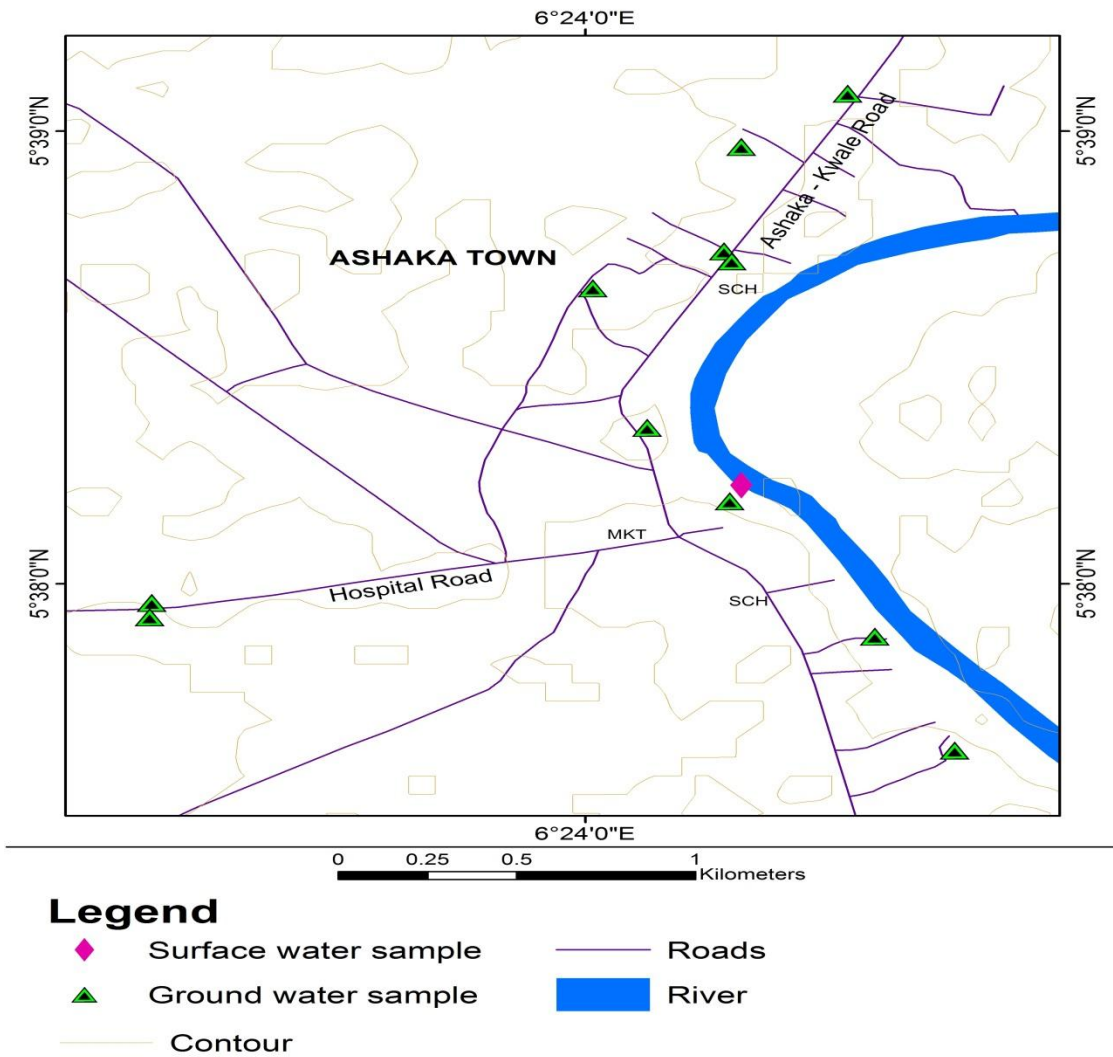 6°24'0"E
5°39'0"N
5°39'0"N
Ashaka - Kwale Road
ASHAKA TOWN
SCH
MKT
Hospital Road
SCH
5°38'0"N
5°38'0"N
6°24'0"E
0 0.25 0.5 1
Kilometers
Legend
Surface water sample
Roads
Ground water sample
River
Contour